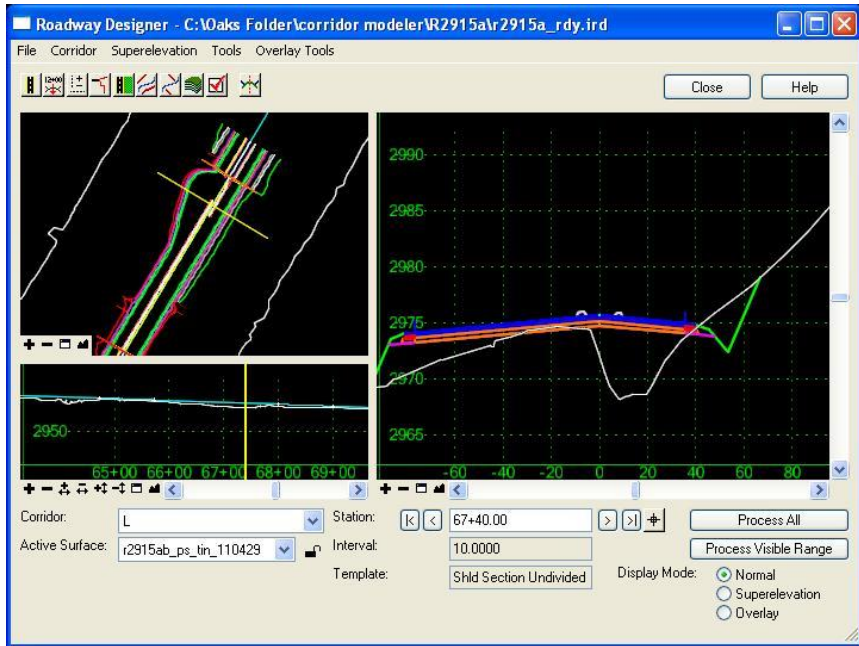 Roadway Designer - C:\Oaks Folder\corridor modeler\R2915a\r2915a_rdy.ird
File Corridor Superelevation Tools Overlay Tools
12+00
Close Help
2990
2985
2980
2975
2970
2965
-60 -40 -20 0 20 40 60 80
2950
65+00 66+00 67+00 68+00 69+00
Corridor: L
Station: 67+40.00
Process All
Active Surface: r2915ab_ps_tin_110429
Interval: 10.0000
Process Visible Range
Template: Shld Section Undivided
Display Mode: Normal
Superelevation
Overlay